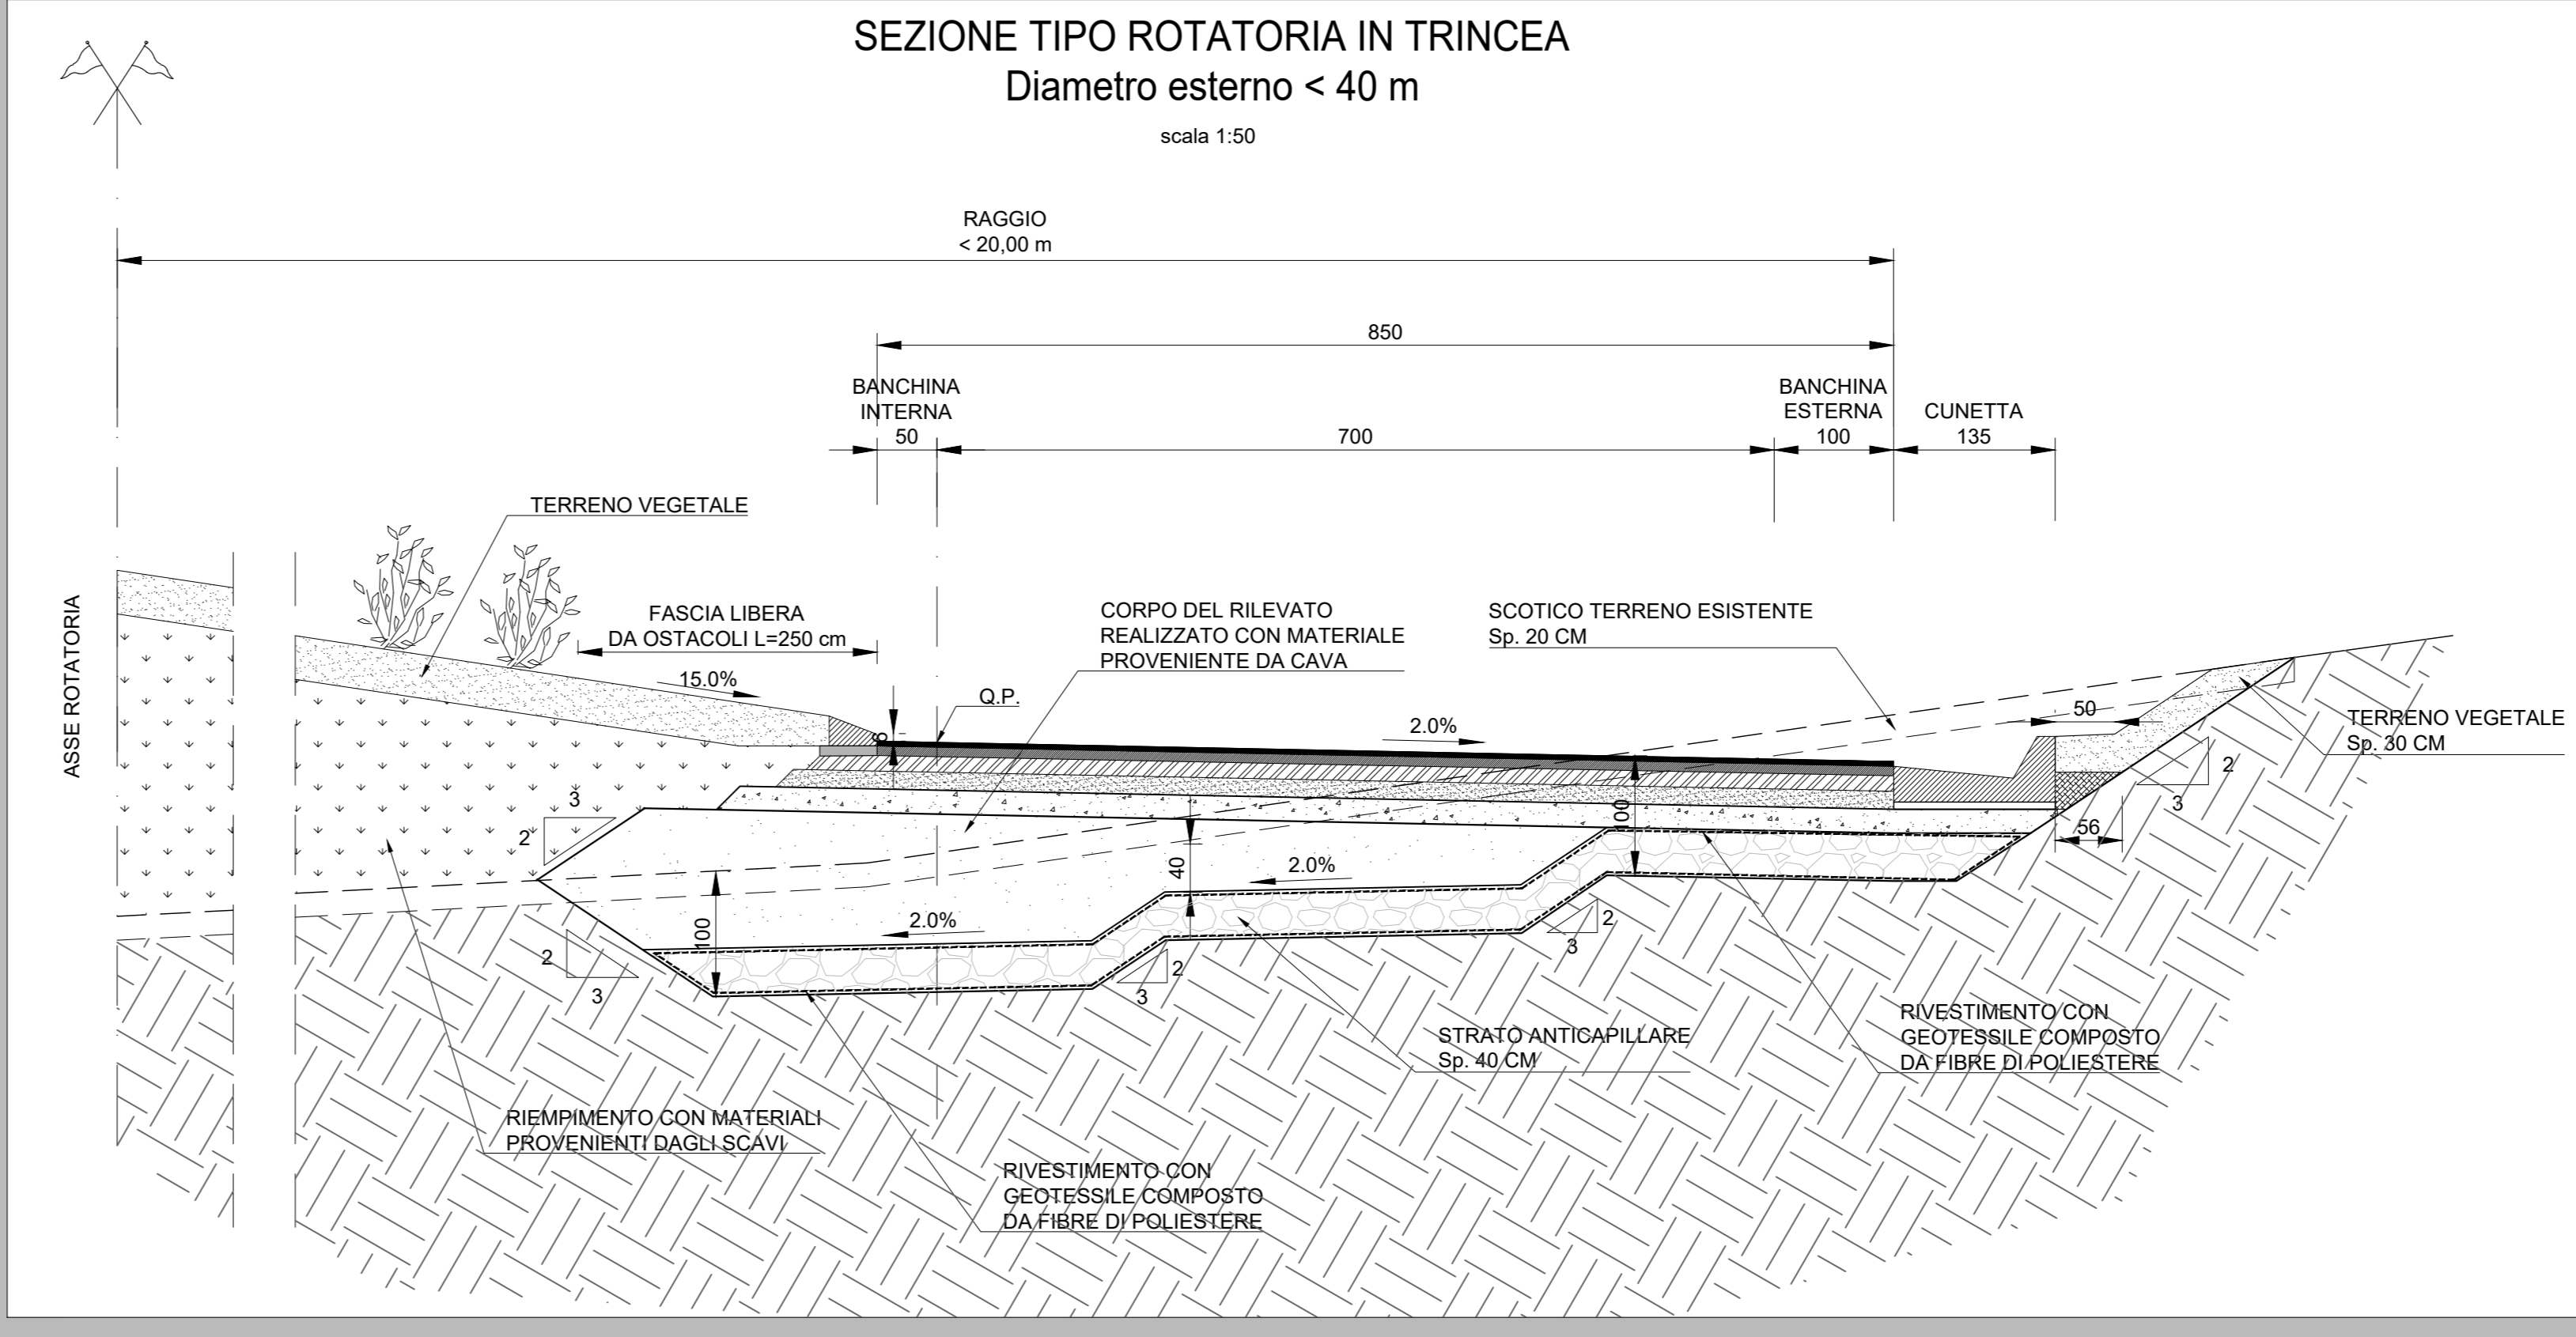 SEZIONE TIPO ROTATORIA IN TRINCEA
Diametro esterno < 40 m
scala 1:50
RAGGIO
< 20,00 m
850
BANCHINA
INTERNA
50
700
BANCHINA
ESTERNA
100
CUNETTA
135
TERRENO VEGETALE
ASSE ROTATORIA
FASCIA LIBERA
DA OSTACOLI L=250 cm
15.0%
CORPO DEL RILEVATO
REALIZZATO CON MATERIALE
PROVENIENTE DA CAVA
SCOTICO TERRENO ESISTENTE
Sp. 20 CM
Q.P.
6
2.0%
50
TERRENO VEGETALE
Sp. 30 CM
2
3
56
3
2
100
40
2.0%
100
2.0%
2
3
2
3
2
3
STRATO ANTICAPILLARE
Sp. 40 CM
RIVESTIMENTO CON
GEOTESSILE COMPOSTO
DA FIBRE DI POLIESTERE
RIEMPIMENTO CON MATERIALI
PROVENIENTI DAGLI SCAVI
RIVESTIMENTO CON
GEOTESSILE COMPOSTO
DA FIBRE DI POLIESTERE